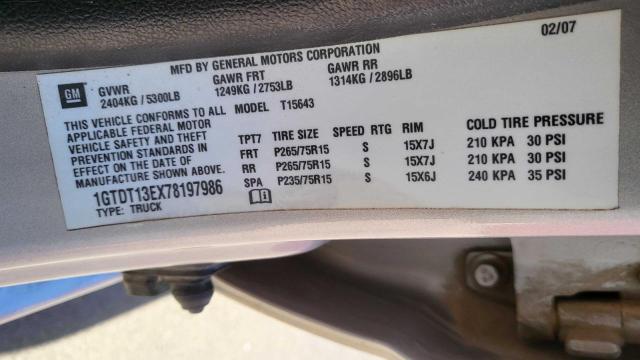 02/07
MFD BY GENERAL MOTORS CORPORATION
GM GVWR GAWR FRT GAWR RR
2404KG / 5300LB 1249KG / 2753LB 1314KG / 2896LB
THIS VEHICLE CONFORMS TO ALL MODEL T15643
APPLICABLE FEDERAL MOTOR
VEHICLE SAFETY AND THEFT
PREVENTION STANDARDS IN
EFFECT ON THE DATE OF
MANUFACTURE SHOWN ABOVE.
1GTDT13EX78197986
TYPE: TRUCK
TPT7 TIRE SIZE SPEED RTG RIM COLD TIRE PRESSURE
FRT P265/75R15 S 15X7J 210 KPA 30 PSI
RR P265/75R15 S 15X7J 210 KPA 30 PSI
SPA P235/75R15 S 15X6J 240 KPA 35 PSI